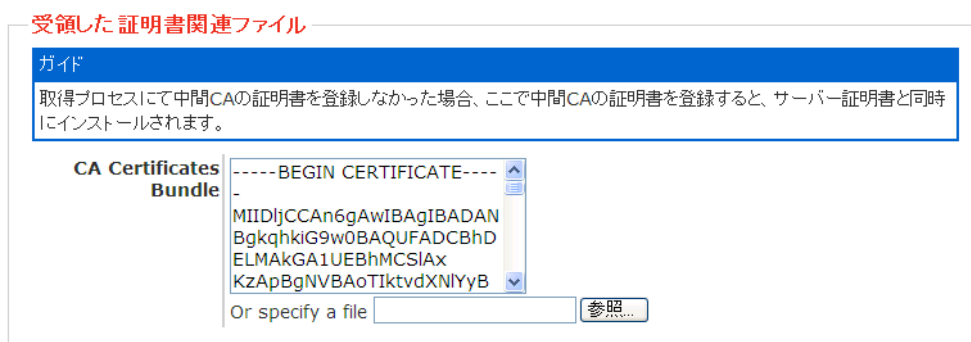 受領した証明書関連ファイル
ガイド
取得プロセスにて中間CAの証明書を登録しなかった場合、ここで中間CAの証明書を登録すると、サーバー証明書と同時
にインストールされます。
CA Certificates
Bundle
-----BEGIN CERTIFICATE----
-
MIIDljCCAn6gAwIBAgIBADAN
BgkqhkiG9w0BAQUFADCBhD
ELMAkGA1UEBhMCSlAx
KzApBgNVBAoTIktvdXNlYyB
Or specify a file
参照...